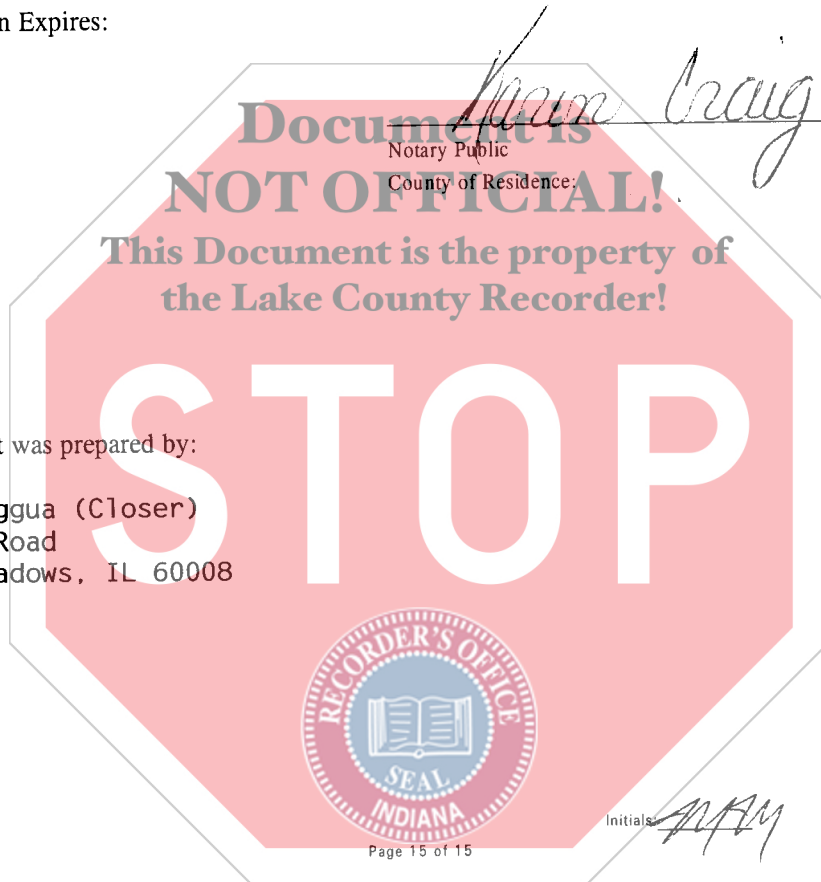 n Expires:
Craig
Document is
Notary Public
NOT OFFICIAL!
County of Residence:
This Document is the property of
the Lake County Recorder!
STOP
t was prepared by:
ggua (Closer)
Road
adows, IL 60008
RECORDER'S OFFICE
SEAL
INDIANA
Initials:
Page 15 of 15